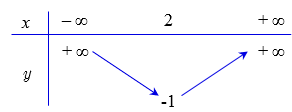 x −∞ 2 +∞
+∞ +∞
y
-1